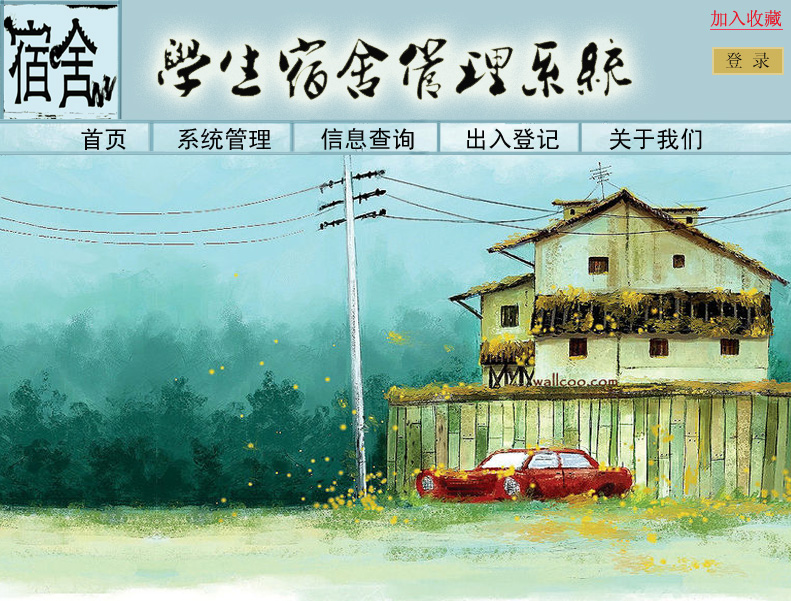 宿舍
學生宿舍管理系統
加入收藏
登 录
首页
系统管理
信息查询
出入登记
关于我们
wallcoo.com